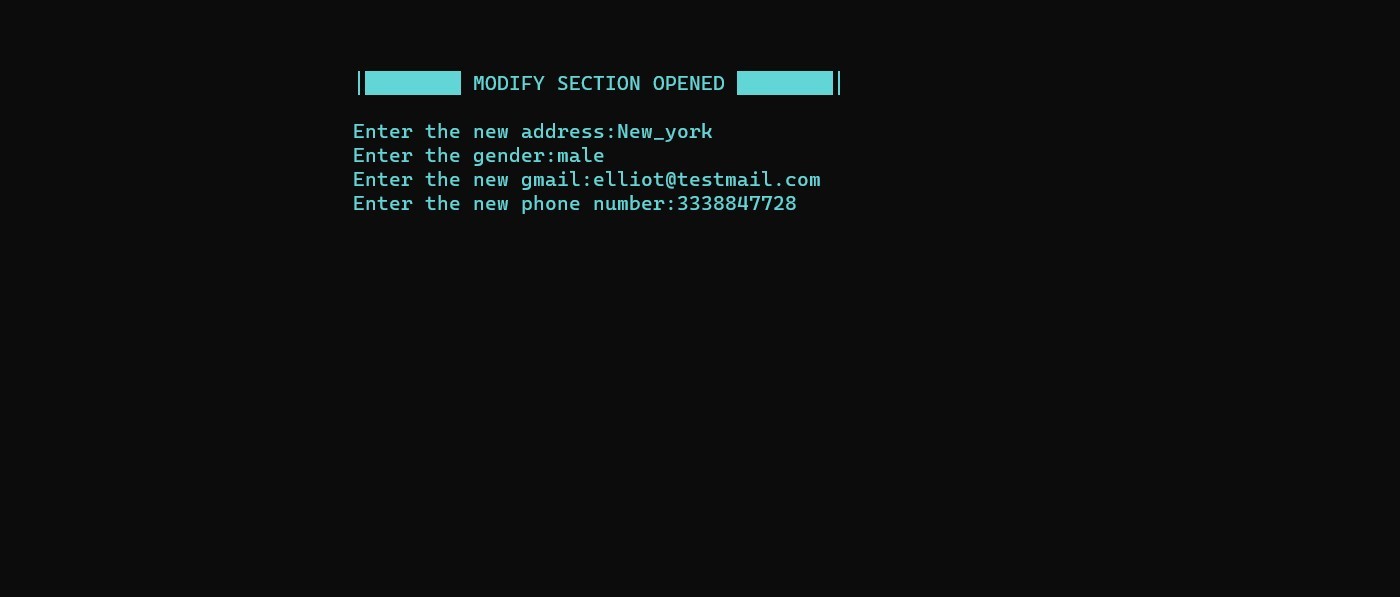 MODIFY SECTION OPENED
Enter the new address:New_york
Enter the gender:male
Enter the new gmail:elliot@testmail.com
Enter the new phone number:3338847728